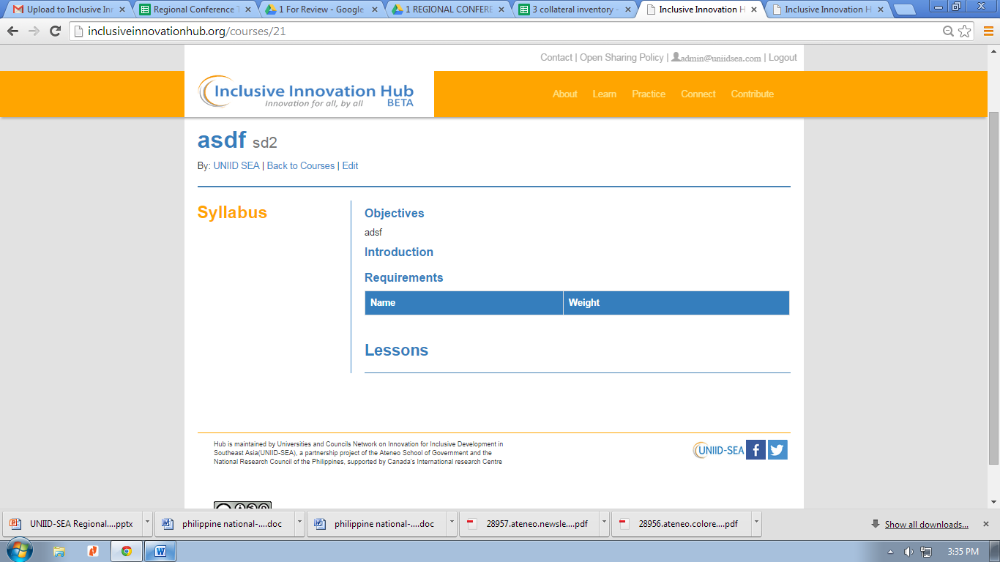 Upload to Inclusive Inn
Regional Conference T
1 For Review - Google
1 REGIONAL CONFERE
3 collateral inventory -
Inclusive Innovation H
Inclusive Innovation H
inclusiveinnovationhub.org/courses/21
Contact | Open Sharing Policy | admin@uniidsea.com | Logout
Inclusive Innovation Hub
Innovation for all, by all BETA
About Learn Practice Connect Contribute
asdf sd2
By: UNIID SEA | Back to Courses | Edit
Syllabus
Objectives
adsf
Introduction
Requirements
Name Weight
Lessons
Hub is maintained by Universities and Councils Network on Innovation for Inclusive Development in
Southeast Asia(UNIID-SEA), a partnership project of the Ateneo School of Government and the
National Research Council of the Philippines, supported by Canada's International research Centre
UNIID-SEA
UNIID-SEA Regional....pptx
philippine national-....doc
philippine national-....doc
28957.ateneo.newsle....pdf
28956.ateneo.colore....pdf
Show all downloads...
3:35 PM